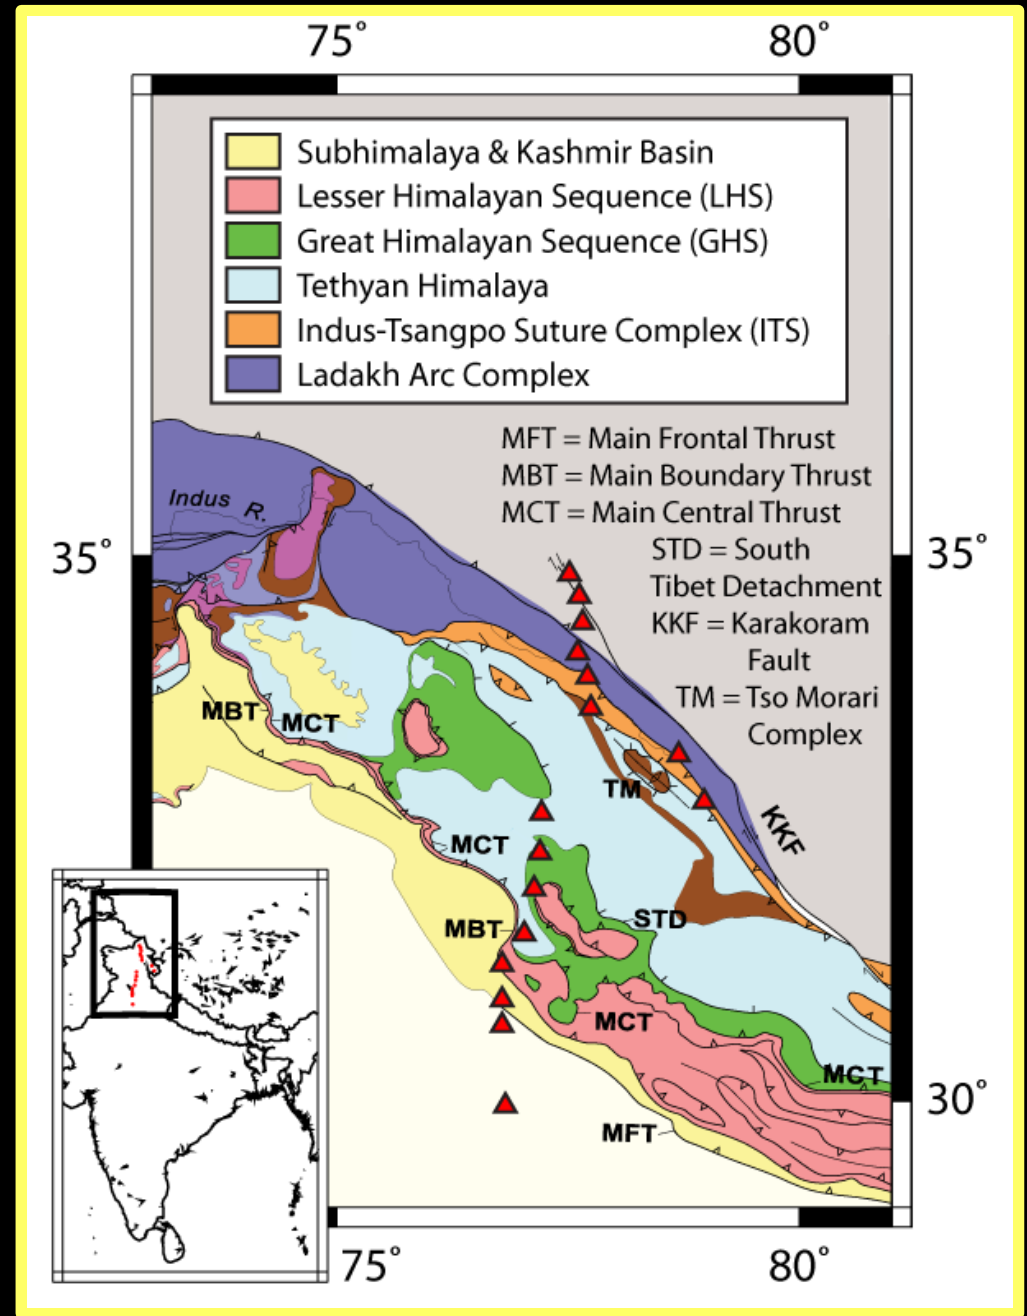 75° 80°
Subhimalaya & Kashmir Basin
Lesser Himalayan Sequence (LHS)
Great Himalayan Sequence (GHS)
Tethyan Himalaya
Indus-Tsangpo Suture Complex (ITS)
Ladakh Arc Complex
MFT = Main Frontal Thrust
MBT = Main Boundary Thrust
MCT = Main Central Thrust
STD = South
Tibet Detachment
KKF = Karakoram
Fault
TM = Tso Morari
Complex
Indus R.
35° 35°
MBT MCT
TM
KKF
MCT
STD
MBT
MCT
MCT
30°
MFT
75° 80°